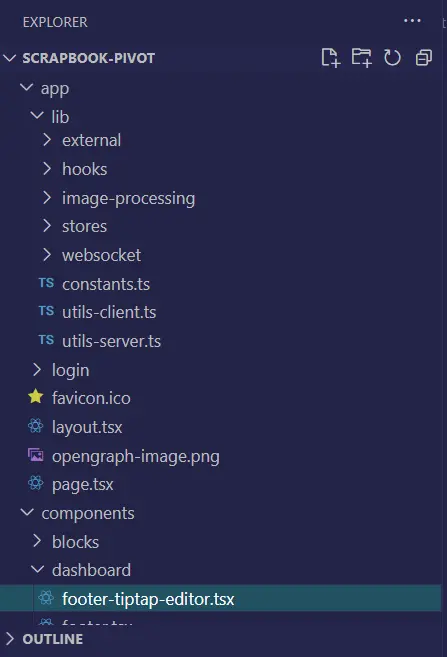 EXPLORER
SCRAPBOOK-PIVOT
app
lib
external
hooks
image-processing
stores
websocket
TS constants.ts
TS utils-client.ts
TS utils-server.ts
login
favicon.ico
layout.tsx
opengraph-image.png
page.tsx
components
blocks
dashboard
footer-tiptap-editor.tsx
footer.tsx
OUTLINE